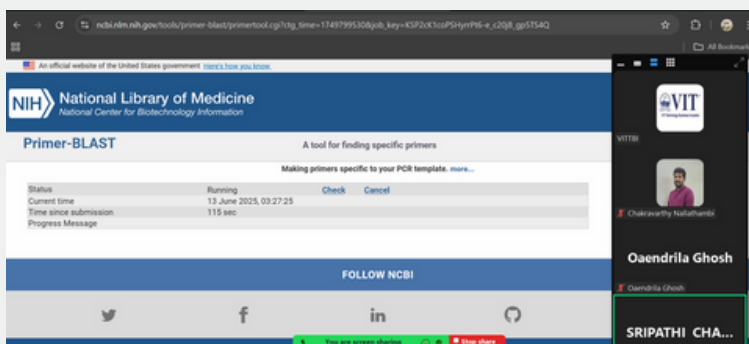 ncbi.nlm.nih.gov/tools/primer-blast/primertool.cgi?ctg_time=1749799530&job_key=
All Bookmark
An official website of the United States government Here's how you know.
NIH National Library of Medicine
National Center for Biotechnology Information
Primer-BLAST A tool for finding specific primers
Making primers specific to your PCR template. more...
Status Running Check Cancel
Current time 13 June 2025, 03:27:25
Time since submission 115 sec
Progress Message
FOLLOW NCBI
You are screen sharing Stop share
VIT
VITTBI
Chakravarthy Nallathambi
Oaendrila Ghosh
Oaendrila Ghosh
SRIPATHI CHA...